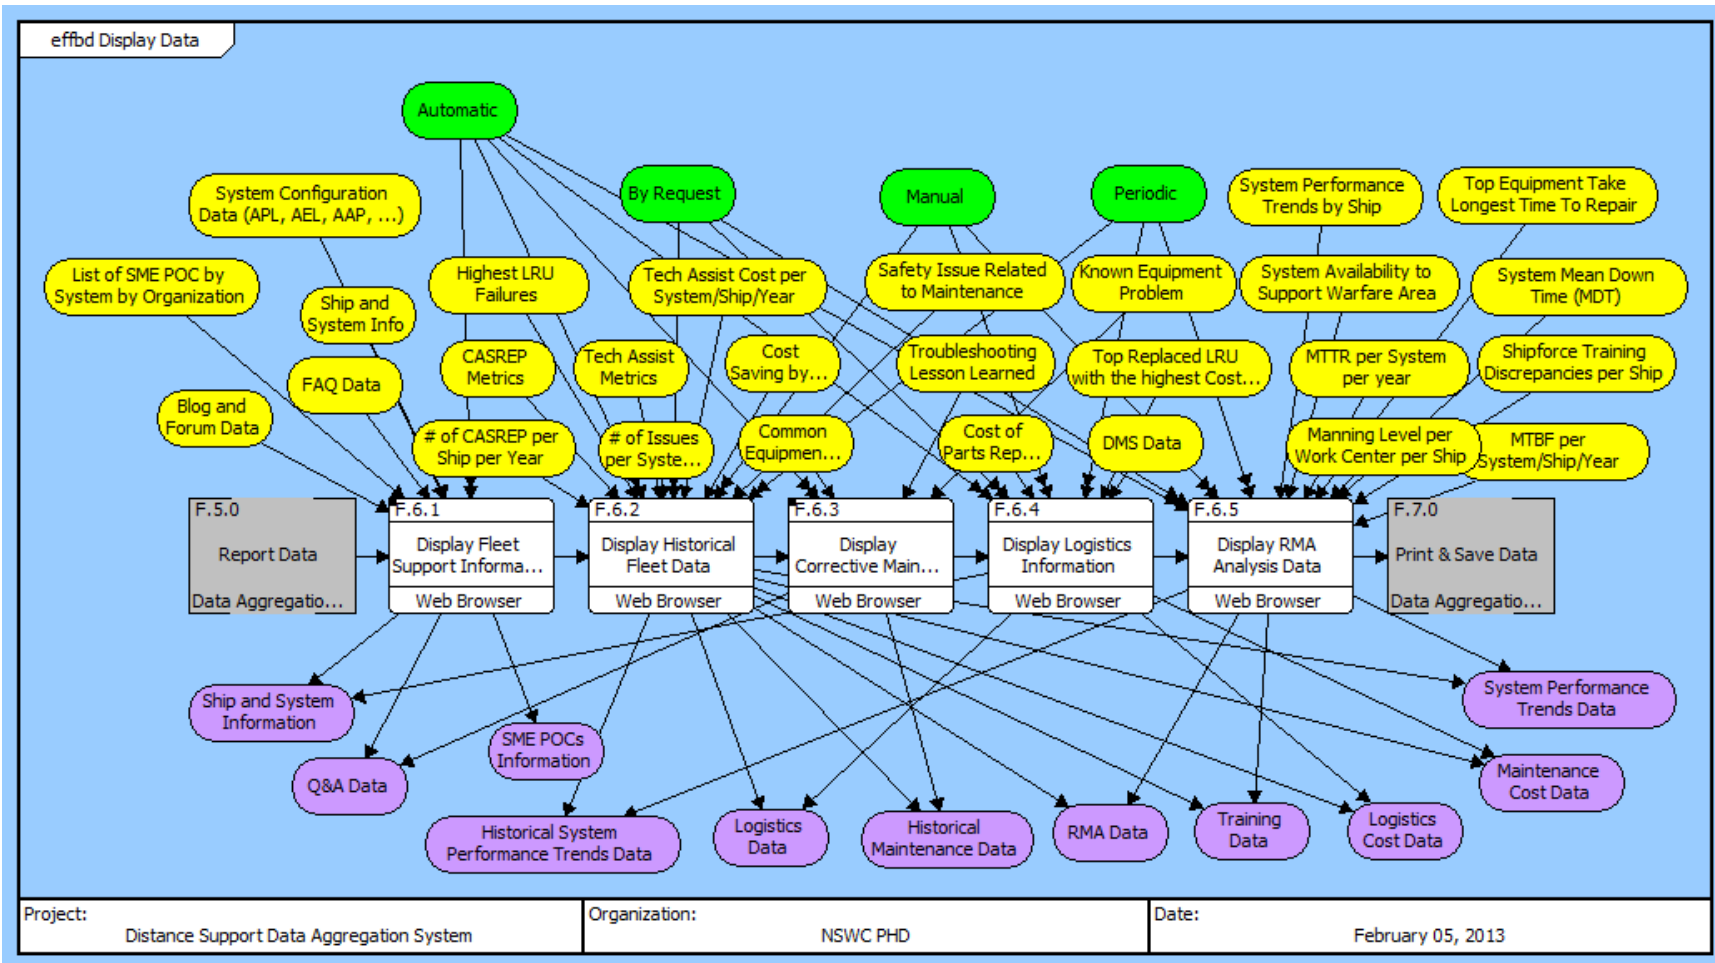 effbd Display Data
Automatic
By Request
Manual
Periodic
System Configuration
Data (APL, AEL, AAP, ...)
System Performance
Trends by Ship
Top Equipment Take
Longest Time To Repair
List of SME POC by
System by Organization
Ship and
System Info
Highest LRU
Failures
Tech Assist Cost per
System/Ship/Year
Safety Issue Related
to Maintenance
Known Equipment
Problem
System Availability to
Support Warfare Area
System Mean Down
Time (MDT)
FAQ Data
CASREP
Metrics
Tech Assist
Metrics
Cost
Saving by...
Troubleshooting
Lesson Learned
Top Replaced LRU
with the highest Cost...
MTTR per System
per year
Shipforce Training
Discrepancies per Ship
Blog and
Forum Data
# of CASREP per
Ship per Year
# of Issues
per Syste...
Common
Equipmen...
Cost of
Parts Rep...
DMS Data
Manning Level per
Work Center per Ship
MTBF per
System/Ship/Year
F.5.0
Report Data
Data Aggregatio...
F.6.1
Display Fleet
Support Informa...
Web Browser
F.6.2
Display Historical
Fleet Data
Web Browser
F.6.3
Display
Corrective Main...
Web Browser
F.6.4
Display Logistics
Information
Web Browser
F.6.5
Display RMA
Analysis Data
Web Browser
F.7.0
Print & Save Data
Data Aggregatio...
Ship and System
Information
Q&A Data
SME POCs
Information
Historical System
Performance Trends Data
Logistics
Data
Historical
Maintenance Data
RMA Data
Training
Data
Logistics
Cost Data
Maintenance
Cost Data
System Performance
Trends Data
Project:
Distance Support Data Aggregation System
Organization:
NSWC PHD
Date:
February 05, 2013